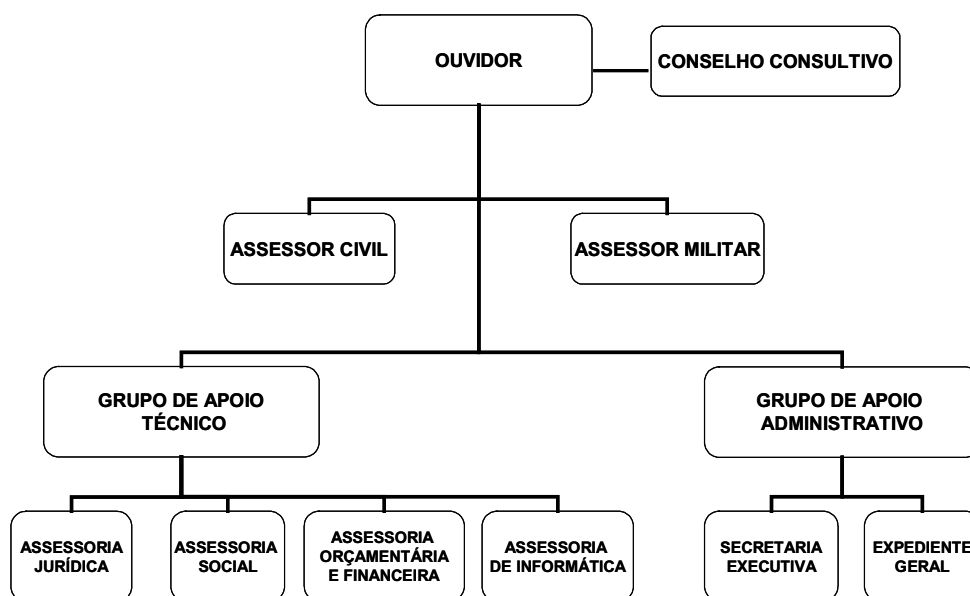 OUVIDOR
CONSELHO CONSULTIVO
ASSESSOR CIVIL
ASSESSOR MILITAR
GRUPO DE APOIO
TÉCNICO
GRUPO DE APOIO
ADMINISTRATIVO
ASSESSORIA
JURÍDICA
ASSESSORIA
SOCIAL
ASSESSORIA
ORÇAMENTÁRIA
E FINANCEIRA
ASSESSORIA
DE INFORMÁTICA
SECRETARIA
EXECUTIVA
EXPEDIENTE
GERAL